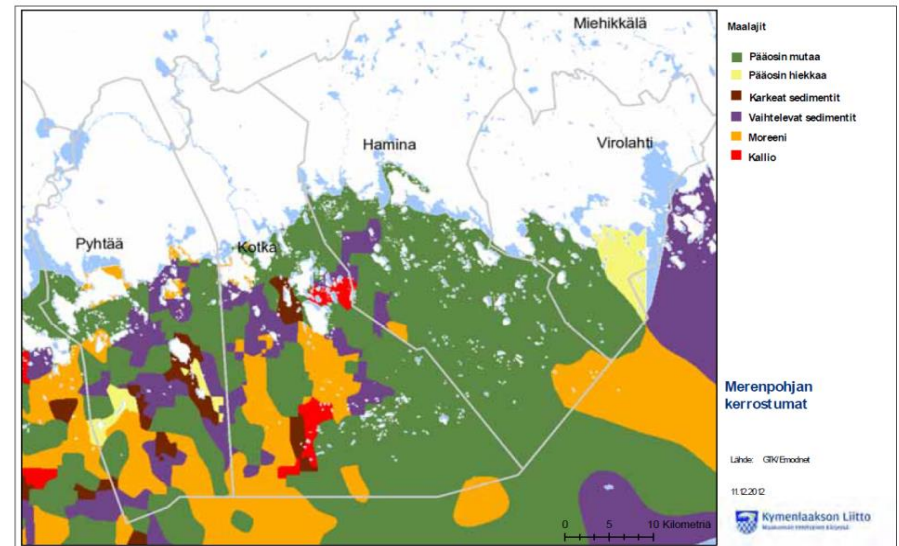 Miehikkälä
Hamina
Virolahti
Pyhtää
Kotka
0 5 10 Kilometriä
Maalajit
Pääosin mutaa
Pääosin hiekkaa
Karkeat sedimentit
Vaihtelevat sedimentit
Moreeni
Kallio
Merenpohjan
kerrostumat
Lähde: GTK/Emodnet
11.12.2012
Kymenlaakson Liitto